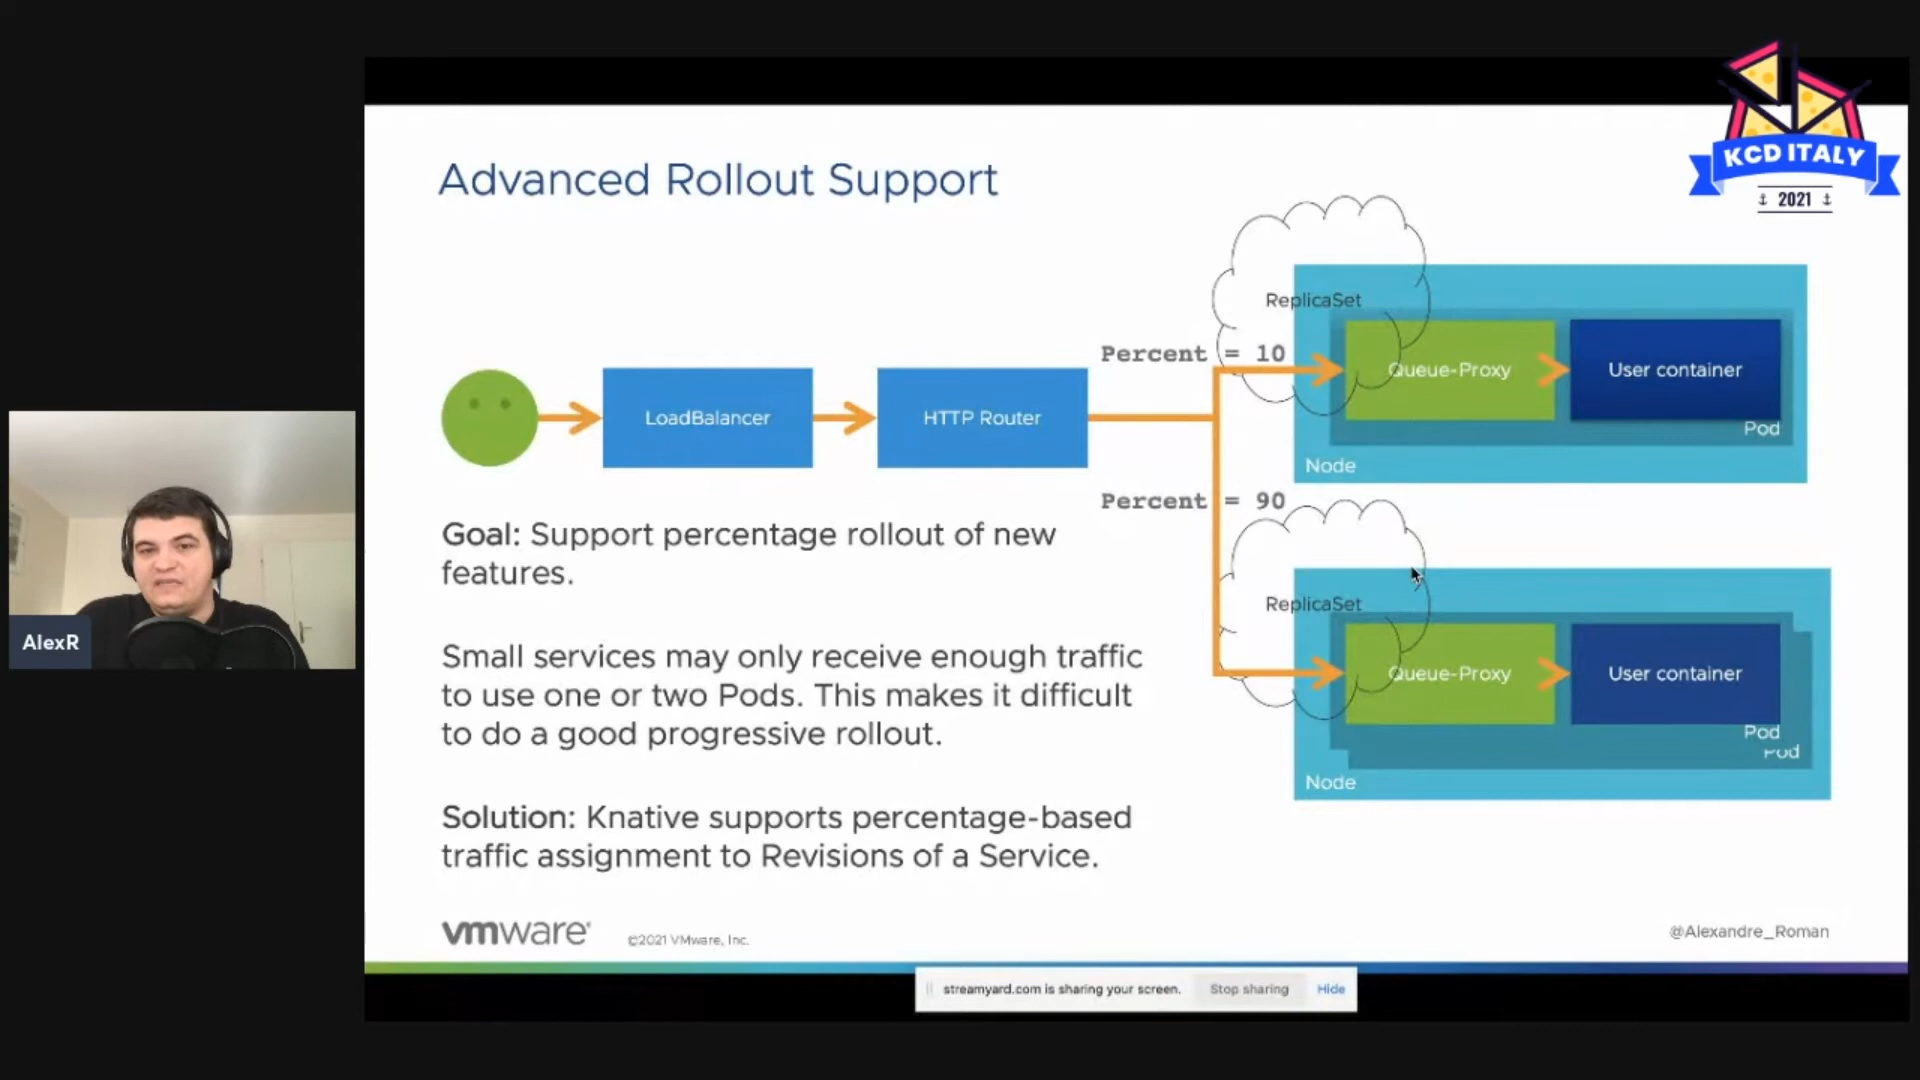 KCD ITALY
2021
Advanced Rollout Support
ReplicaSet
Percent = 10
Queue-Proxy
User container
Pod
Node
LoadBalancer
HTTP Router
Percent = 90
ReplicaSet
Queue-Proxy
User container
Pod
Pod
Node
Goal: Support percentage rollout of new
features.
Small services may only receive enough traffic
to use one or two Pods. This makes it difficult
to do a good progressive rollout.
Solution: Knative supports percentage-based
traffic assignment to Revisions of a Service.
AlexR
vmware®
©2021 VMware, Inc.
@Alexandre_Roman
streamyard.com is sharing your screen.
Stop sharing
Hide